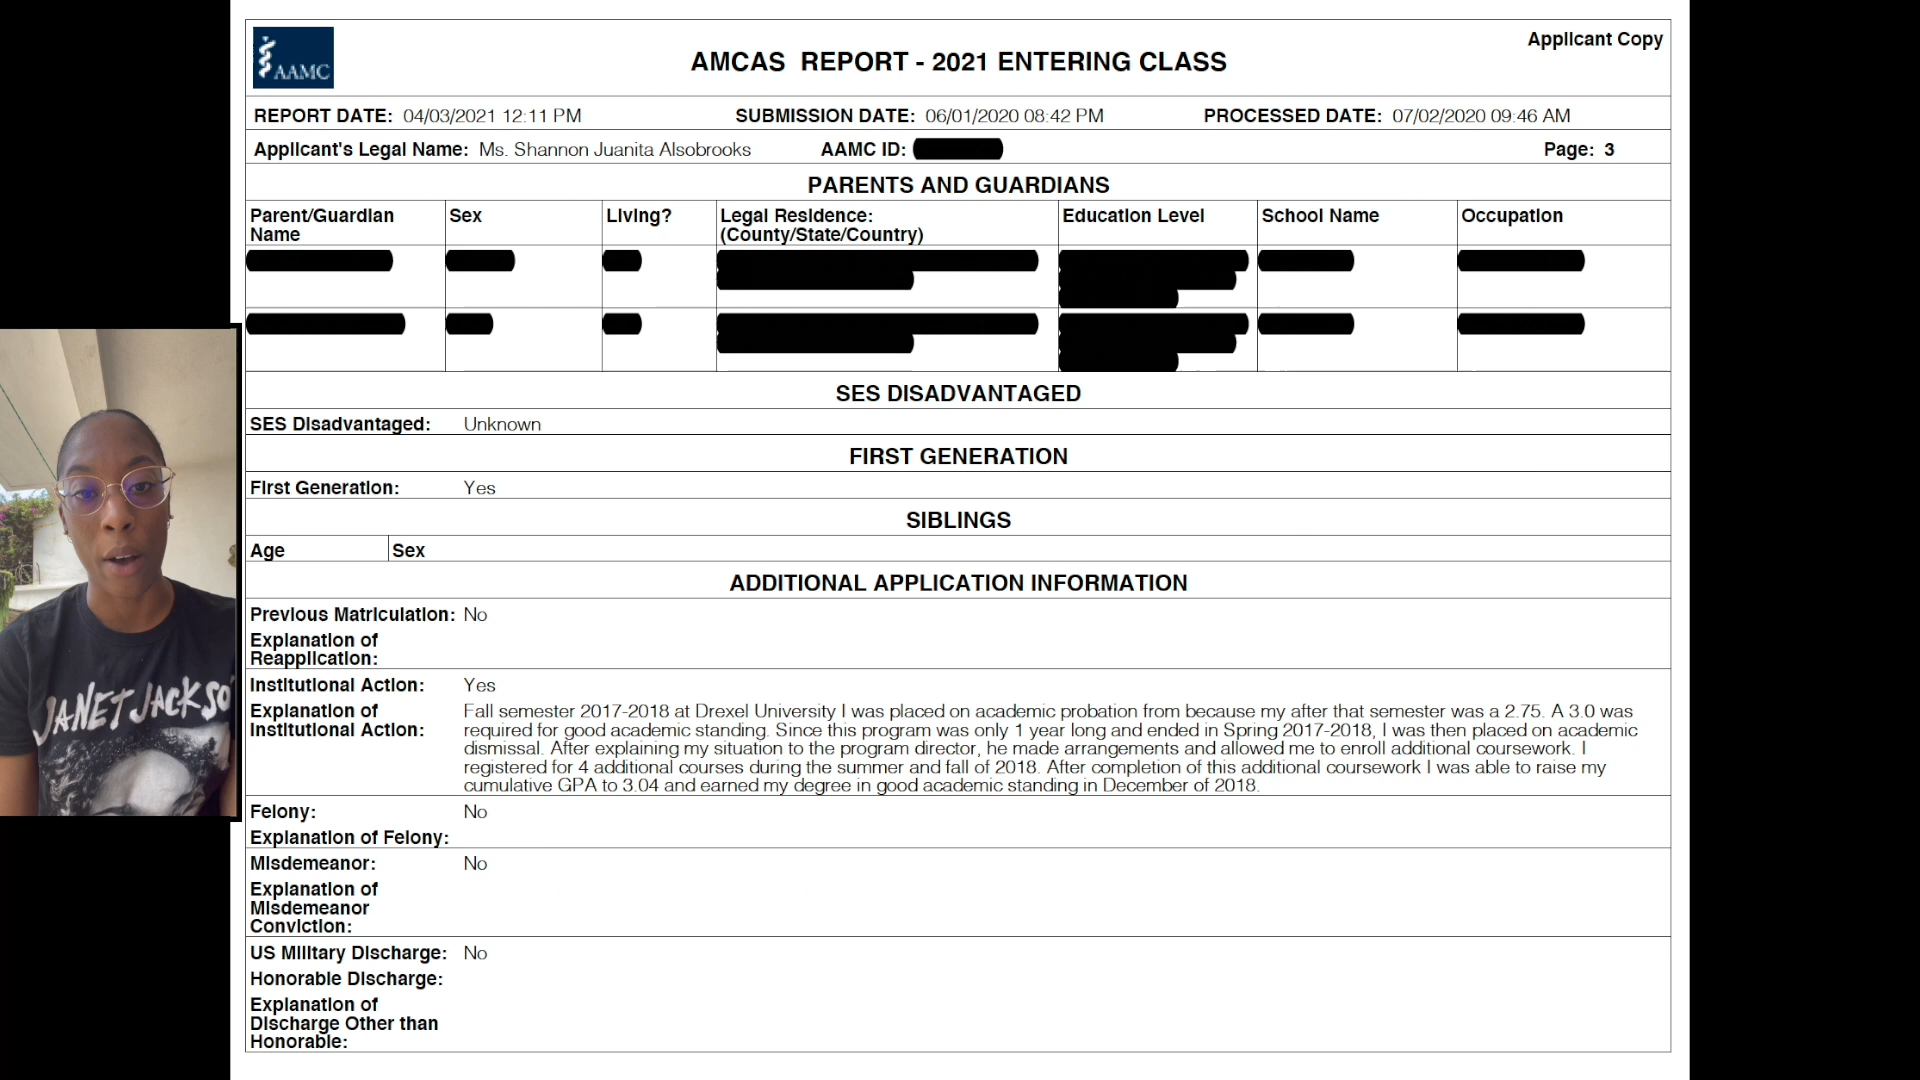 AAMC
Applicant Copy
AMCAS REPORT - 2021 ENTERING CLASS
REPORT DATE: 04/03/2021 12:11 PM SUBMISSION DATE: 06/01/2020 08:42 PM PROCESSED DATE: 07/02/2020 09:46 AM
Applicant's Legal Name: Ms. Shannon Juanita Alsobrooks AAMC ID: Page: 3
PARENTS AND GUARDIANS
Parent/Guardian Name Sex Living? Legal Residence: (County/State/Country) Education Level School Name Occupation
SES DISADVANTAGED
SES Disadvantaged: Unknown
FIRST GENERATION
First Generation: Yes
SIBLINGS
Age Sex
ADDITIONAL APPLICATION INFORMATION
Previous Matriculation: No
Explanation of
Reapplication:
Institutional Action: Yes
Explanation of
Institutional Action:
Fall semester 2017-2018 at Drexel University I was placed on academic probation from because my after that semester was a 2.75. A 3.0 was
required for good academic standing. Since this program was only 1 year long and ended in Spring 2017-2018, I was then placed on academic
dismissal. After explaining my situation to the program director, he made arrangements and allowed me to enroll additional coursework. I
registered for 4 additional courses during the summer and fall of 2018. After completion of this additional coursework I was able to raise my
cumulative GPA to 3.04 and earned my degree in good academic standing in December of 2018.
Felony: No
Explanation of Felony:
Misdemeanor: No
Explanation of
Misdemeanor
Conviction:
US Military Discharge: No
Honorable Discharge:
Explanation of
Discharge Other than
Honorable:
JANET JACKSO